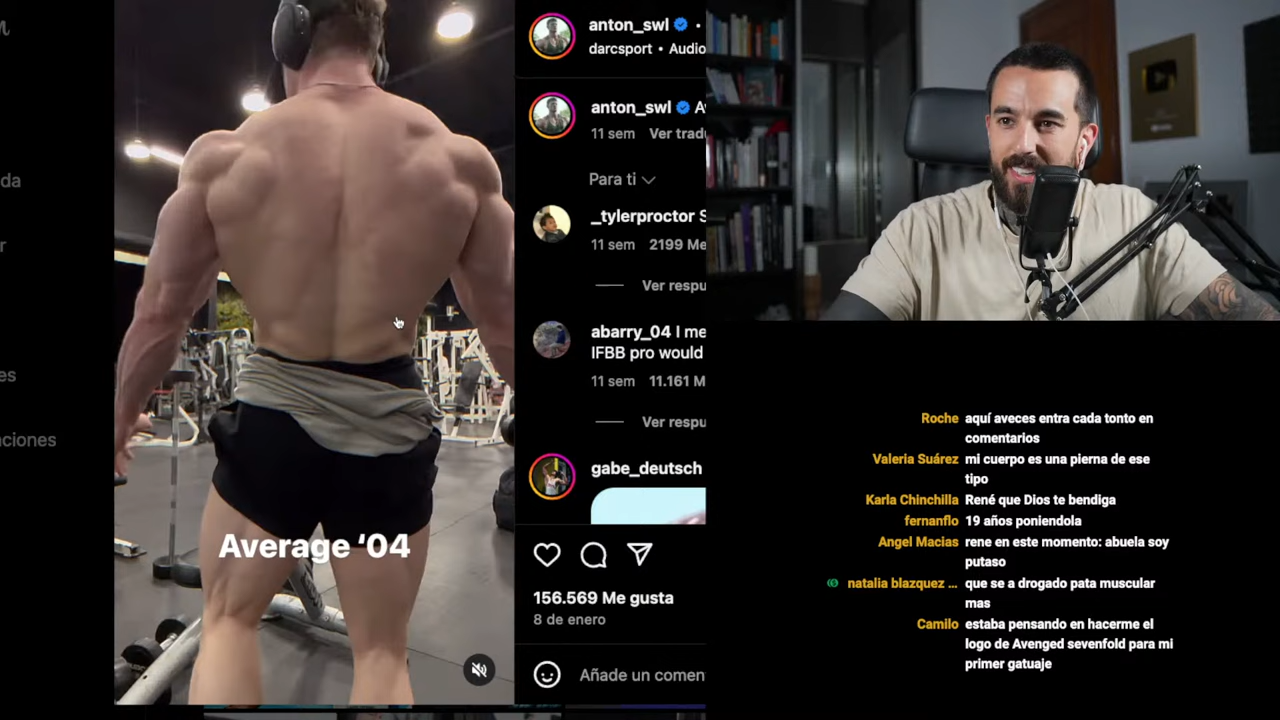 da
r
es
aciones
Average ‘04
anton_swl •
darcsport • Audio
anton_swl
11 sem Ver tradu
Para ti
_tylerproctor S
11 sem 2199 Me
Ver respu
abarry_04 I me
IFBB pro would
11 sem 11.161 M
Ver respu
gabe_deutsch
156.569 Me gusta
8 de enero
Añade un comen
Roche aquí aveces entra cada tonto en
comentarios
Valeria Suárez mi cuerpo es una pierna de ese
tipo
Karla Chinchilla René que Dios te bendiga
fernanflo 19 años poniendola
Angel Macias rene en este momento: abuela soy
putaso
natalia blazquez ... que se a drogado pata muscular
mas
Camilo estaba pensando en hacerme el
logo de Avenged sevenfold para mi
primer gatuaje